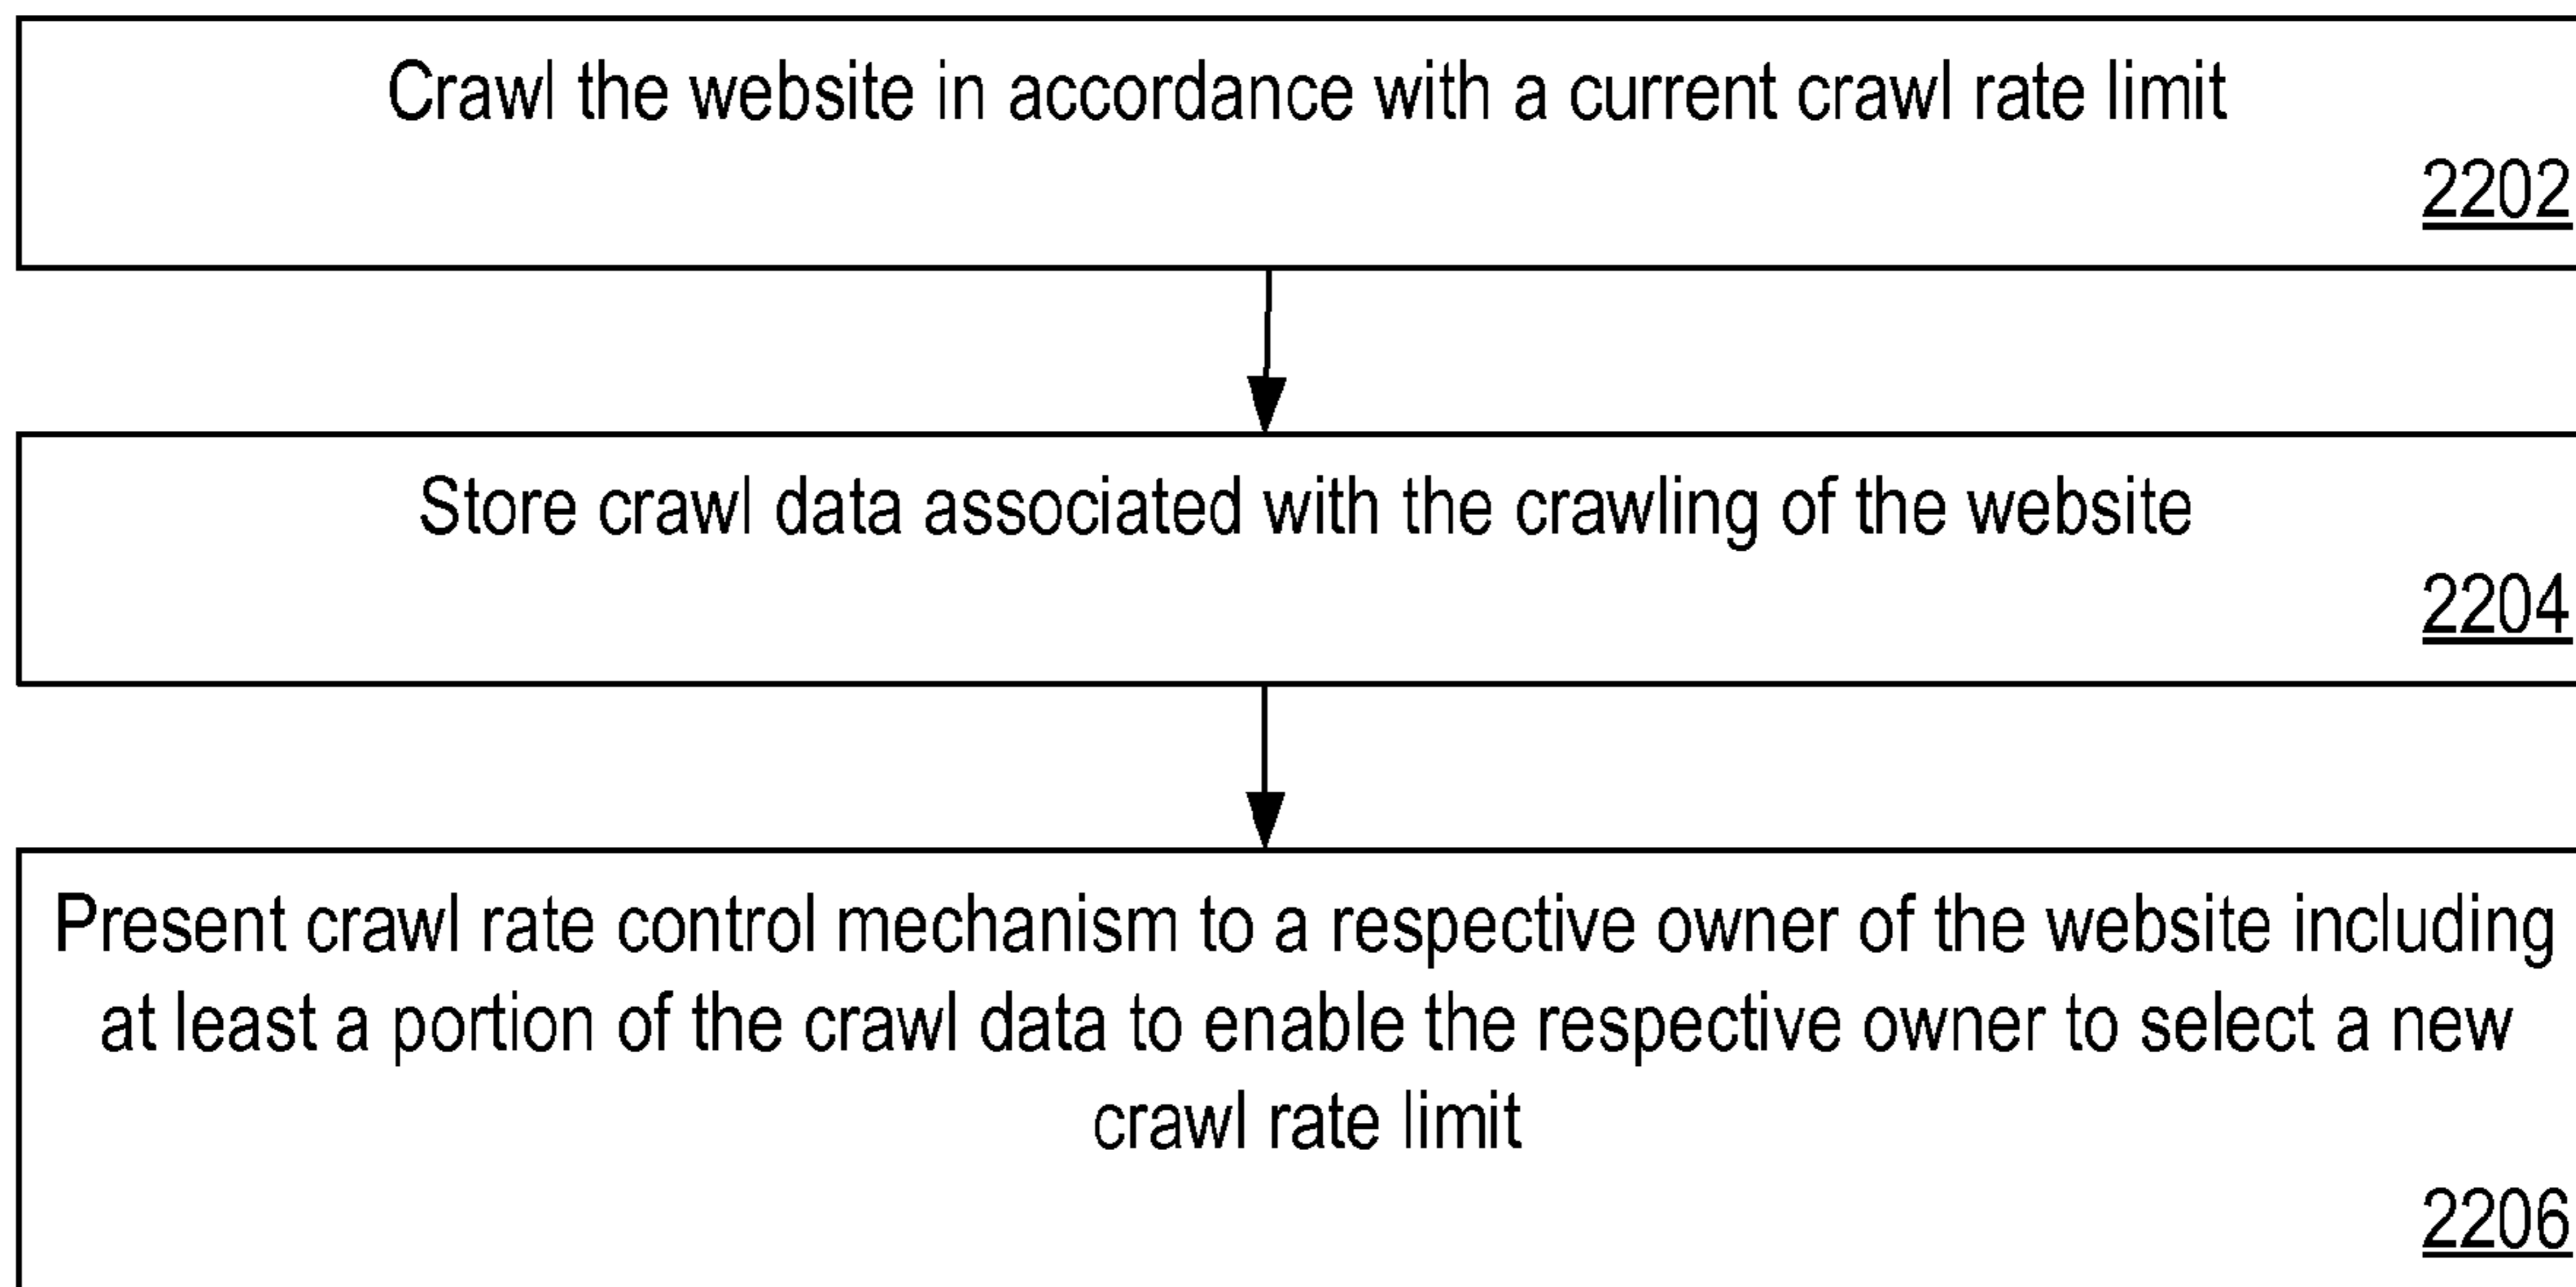 Crawl the website in accordance with a current crawl rate limit
2202
Store crawl data associated with the crawling of the website
2204
Present crawl rate control mechanism to a respective owner of the website including
at least a portion of the crawl data to enable the respective owner to select a new
crawl rate limit
2206